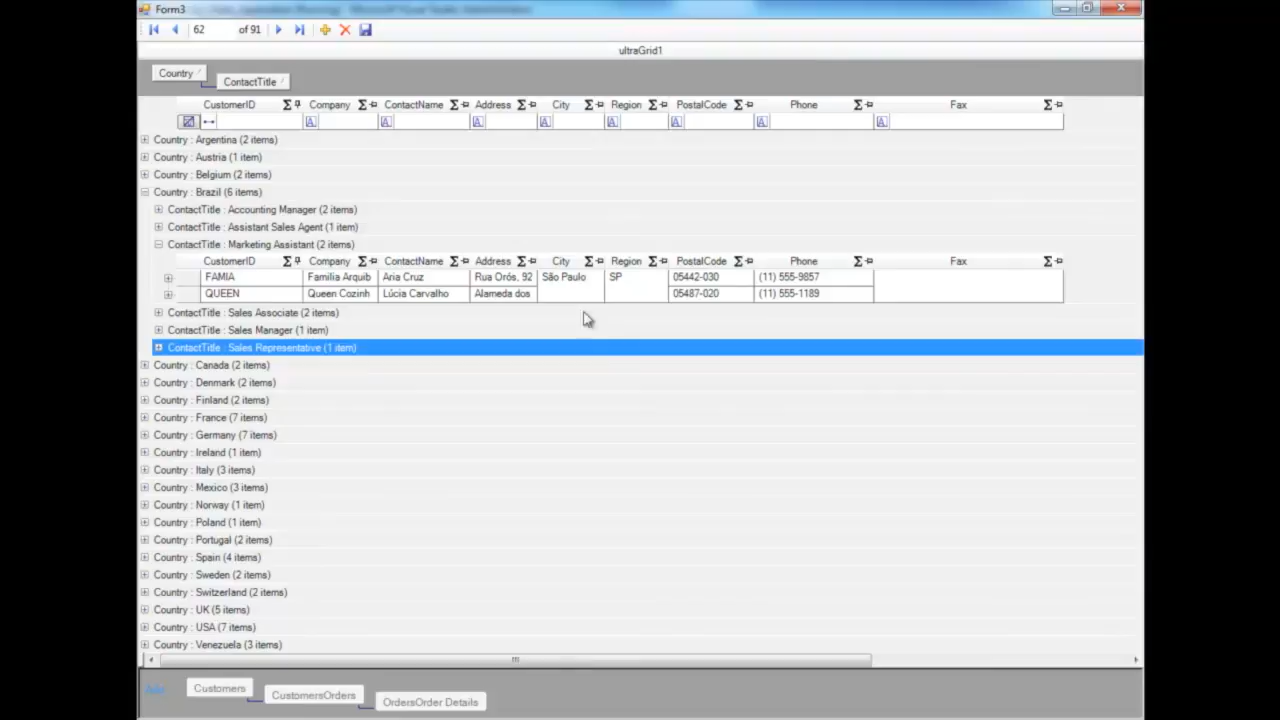 Form3
62 of 91
ultraGrid1
Country
ContactTitle
CustomerID Company ContactName Address City Region PostalCode Phone Fax
Country : Argentina (2 items)
Country : Austria (1 item)
Country : Belgium (2 items)
Country : Brazil (6 items)
ContactTitle : Accounting Manager (2 items)
ContactTitle : Assistant Sales Agent (1 item)
ContactTitle : Marketing Assistant (2 items)
CustomerID Company ContactName Address City Region PostalCode Phone Fax
FAMIA Familia Arquib Aria Cruz Rua Orós, 92 São Paulo SP 05442-030 (11) 555-9857
QUEEN Queen Cozinh Lúcia Carvalho Alameda dos 05487-020 (11) 555-1189
ContactTitle : Sales Associate (2 items)
ContactTitle : Sales Manager (1 item)
ContactTitle : Sales Representative (1 item)
Country : Canada (2 items)
Country : Denmark (2 items)
Country : Finland (2 items)
Country : France (7 items)
Country : Germany (7 items)
Country : Ireland (1 item)
Country : Italy (3 items)
Country : Mexico (3 items)
Country : Norway (1 item)
Country : Poland (1 item)
Country : Portugal (2 items)
Country : Spain (4 items)
Country : Sweden (2 items)
Country : Switzerland (2 items)
Country : UK (5 items)
Country : USA (7 items)
Country : Venezuela (3 items)
Add
Customers
CustomersOrders
OrdersOrder Details